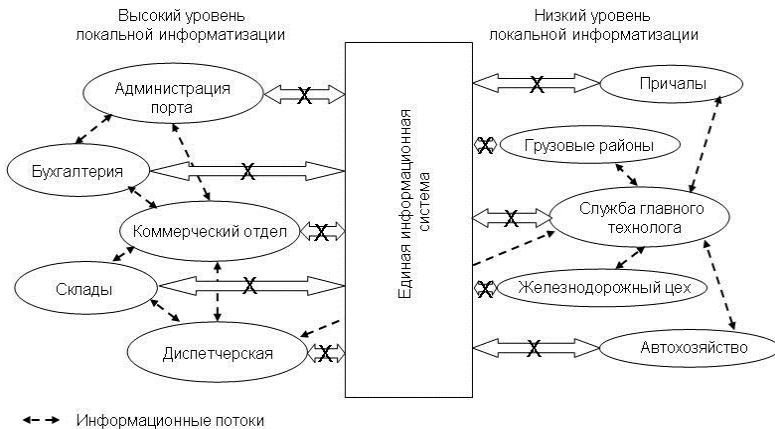 Высокий уровень
локальной информатизации
Низкий уровень
локальной информатизации
Администрация
порта
Бухгалтерия
Коммерческий отдел
Склады
Диспетчерская
Единая информационная
система
Причалы
Грузовые районы
Служба главного
технолога
Железнодорожный цех
Автохозяйство
Информационные потоки